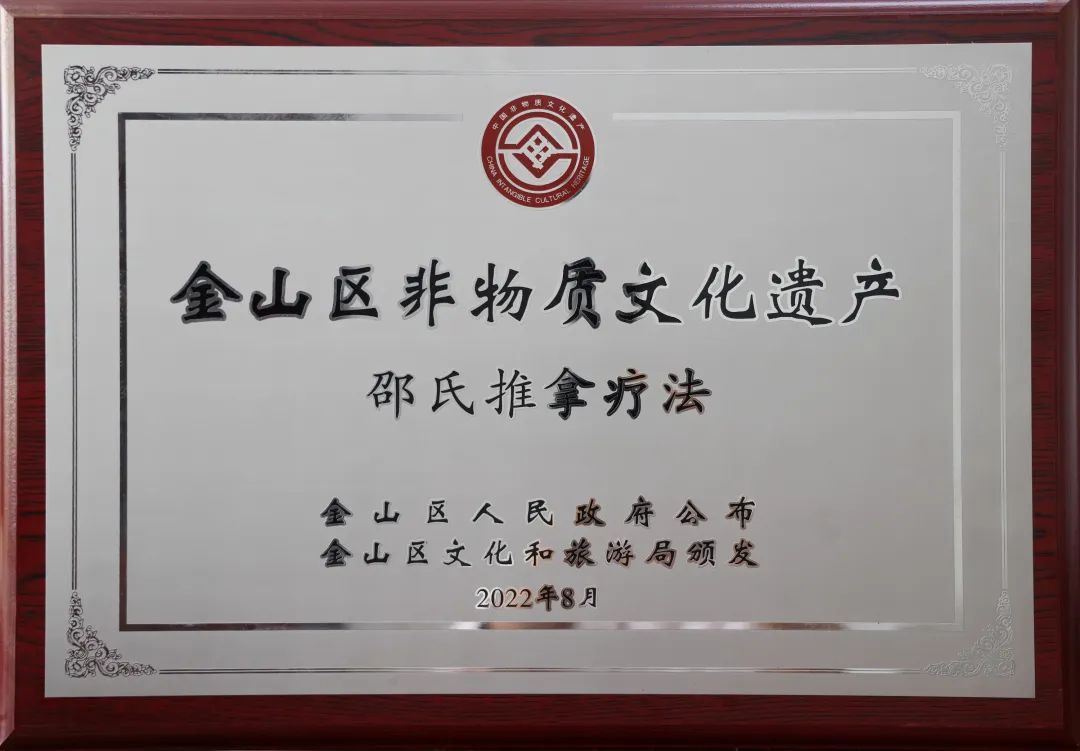 中国非物质文化遗产
CHINA INTANGIBLE CULTURAL HERITAGE
金山区非物质文化遗产
邵氏推拿疗法
金山区人民政府公布
金山区文化和旅游局颁发
2022年8月